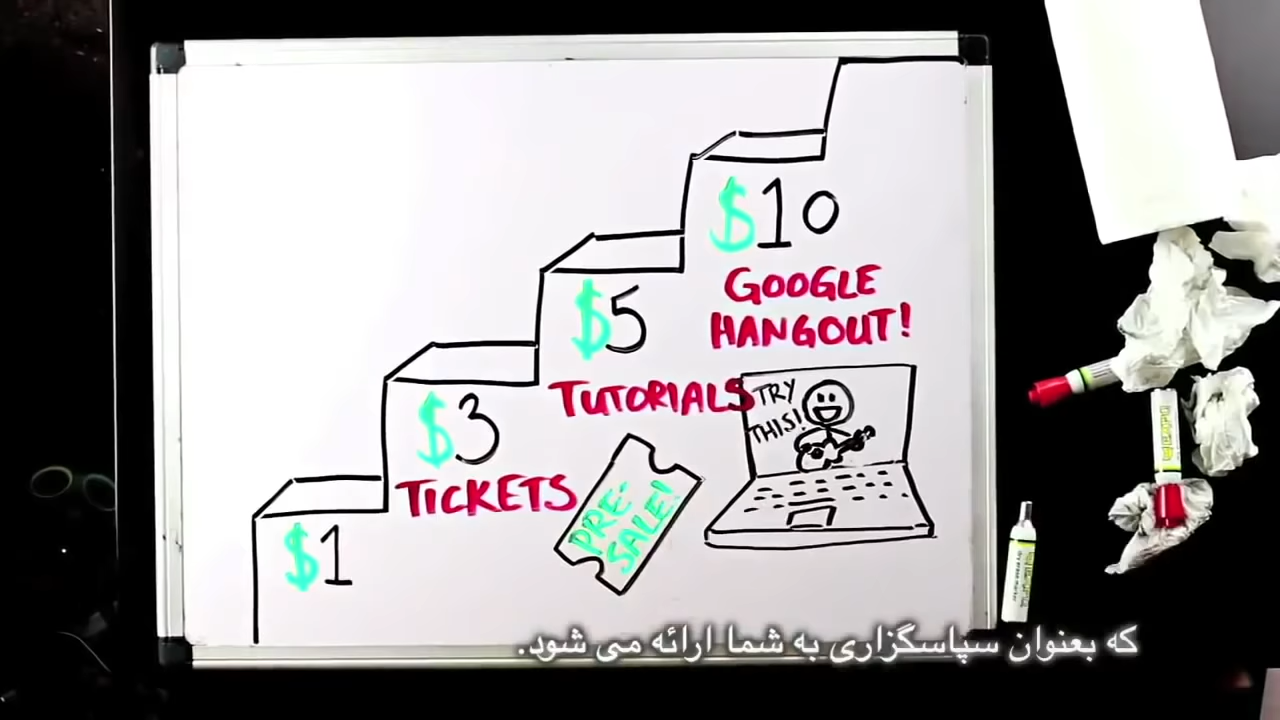 $10
GOOGLE
HANGOUT!
$5
TUTORIALS
TRY
THIS!
$3
TICKETS
PRE-
SALE!
$1
که بعنوان سپاسگزاری به شما ارائه می شود.